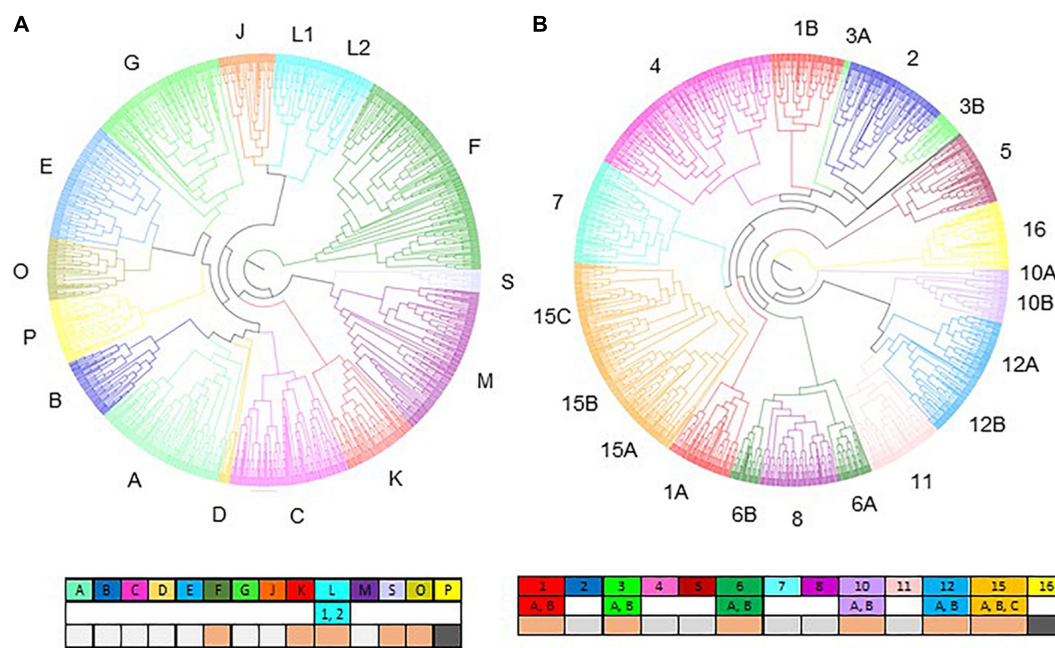 A
J
L1
L2
G
F
E
O
S
P
M
B
A
K
D
C
A B C D E F G J K L M S O P
1, 2
B
1B
3A
2
4
3B
5
7
16
10A
10B
15C
12A
15B
12B
15A
11
1A
6A
6B
8
1 2 3 4 5 6 7 8 10 11 12 15 16
A, B A, B A, B A, B A, B A, B, C